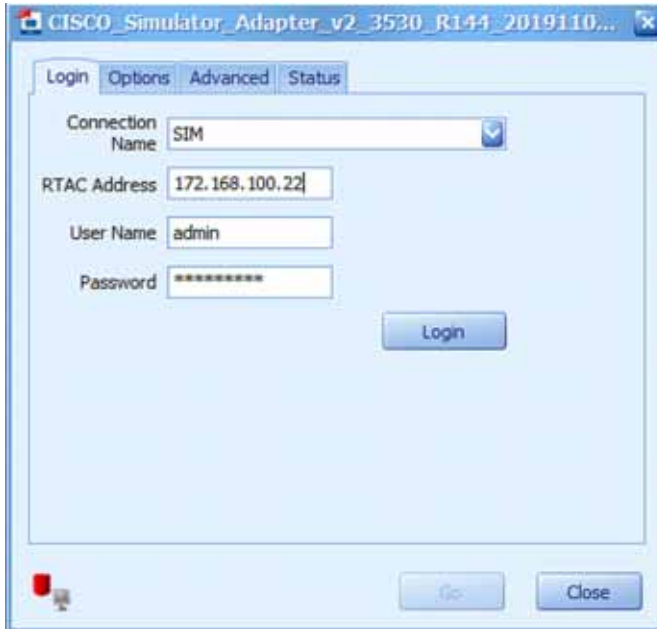 CISCO_Simulator_Adapter_v2_3530_R144_2019110...
Login Options Advanced Status
Connection
Name SIM
RTAC Address 172.168.100.22
User Name admin
Password *********
Login
Go Close